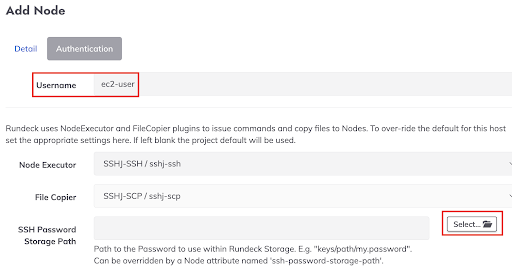 Add Node
Detail
Authentication
Username ec2-user
Rundeck uses NodeExecutor and FileCopier plugins to issue commands and copy files to Nodes. To over-ride the default for this host
set the appropriate settings here. If left blank the project default will be used.
Node Executor SSHJ-SSH / sshj-ssh
File Copier SSHJ-SCP / sshj-scp
SSH Password
Storage Path
Select...
Path to the Password to use within Rundeck Storage. E.g. "keys/path/my.password".
Can be overridden by a Node attribute named 'ssh-password-storage-path'.